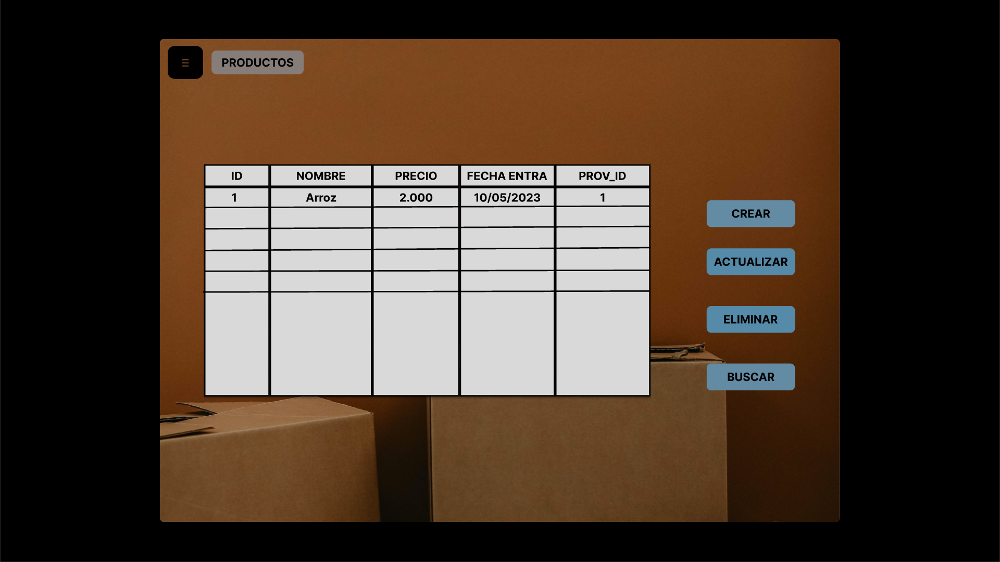 PRODUCTOS
ID NOMBRE PRECIO FECHA ENTRA PROV_ID
1 Arroz 2.000 10/05/2023 1
CREAR
ACTUALIZAR
ELIMINAR
BUSCAR